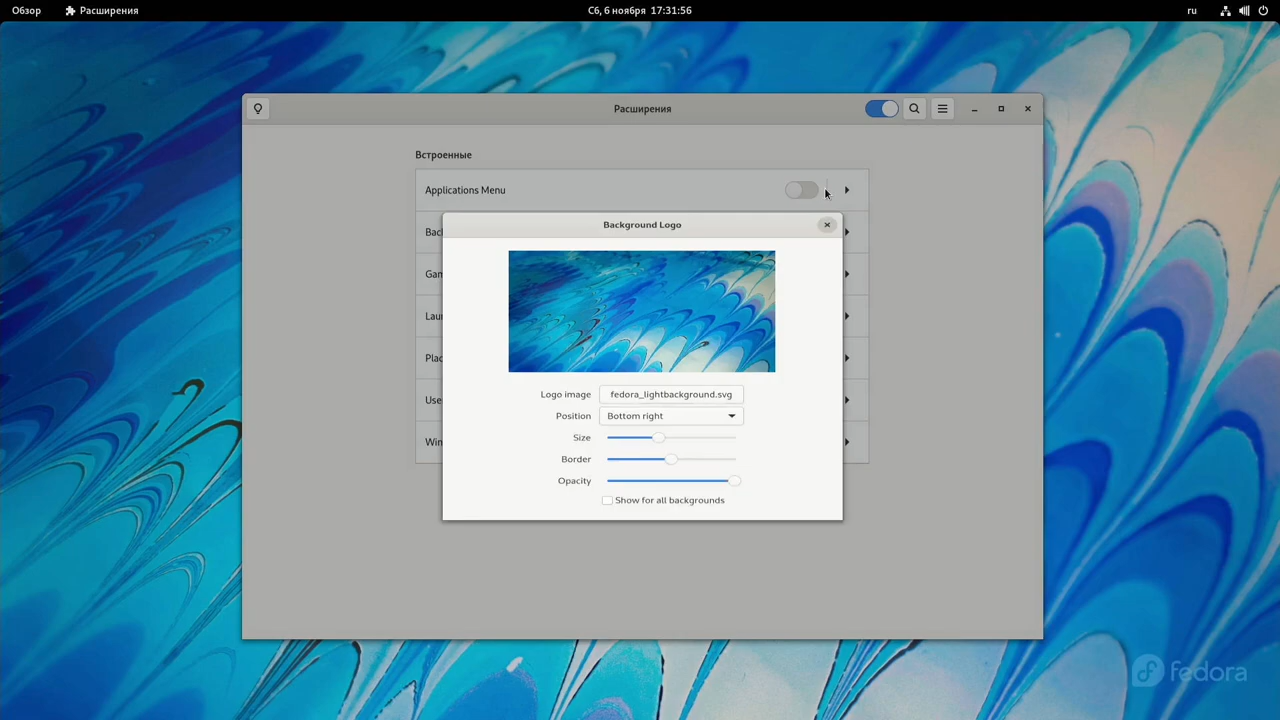 Обзор
Расширения
Сб, 6 ноября 17:31:56
ru
Расширения
Встроенные
Applications Menu
Background Logo
Logo image
fedora_lightbackground.svg
Position
Bottom right
Size
Border
Opacity
Show for all backgrounds
fedora